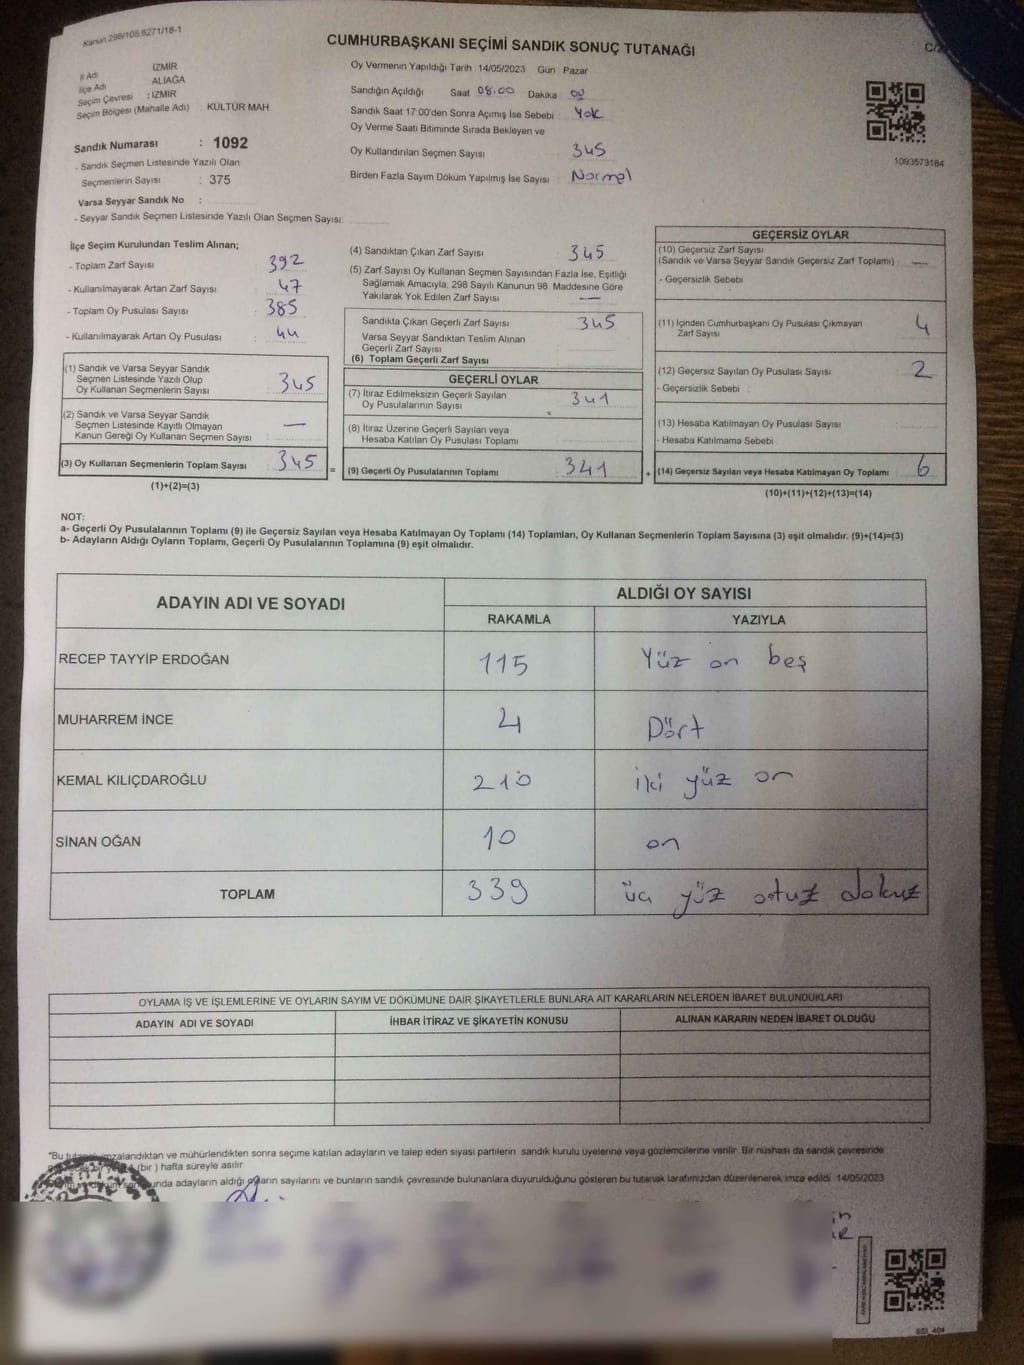 Kanun 298/105,6271/18-1
CUMHURBAŞKANI SEÇİMİ SANDIK SONUÇ TUTANAĞI
İl Adı İZMİR
İlçe Adı ALİAĞA
Seçim Çevresi : İZMİR
Seçim Bölgesi (Mahalle Adı) : KÜLTÜR MAH
Sandık Numarası : 1092
- Sandık Seçmen Listesinde Yazılı Olan
Seçmenlerin Sayısı : 375
Varsa Seyyar Sandık No :
- Seyyar Sandık Seçmen Listesinde Yazılı Olan Seçmen Sayısı:
Oy Vermenin Yapıldığı Tarih : 14/05/2023 Gün : Pazar
Sandığın Açıldığı Saat 08.00 Dakika 00
Sandık Saat 17:00'den Sonra Açımış İse Sebebi : Yok
Oy Verme Saati Bitiminde Sırada Bekleyen ve
Oy Kullandırılan Seçmen Sayısı 345
Birden Fazla Sayım Döküm Yapılmış İse Sayısı Normal
1093573184
İlçe Seçim Kurulundan Teslim Alınan;
- Toplam Zarf Sayısı 392
- Kullanılmayarak Artan Zarf Sayısı : 47
- Toplam Oy Pusulası Sayısı : 385
- Kullanılmayarak Artan Oy Pusulası : 44
(1) Sandık ve Varsa Seyyar Sandık
Seçmen Listesinde Yazılı Olup
Oy Kullanan Seçmenlerin Sayısı : 345
(2) Sandık ve Varsa Seyyar Sandık
Seçmen Listesinde Kayıtlı Olmayan
Kanun Gereği Oy Kullanan Seçmen Sayısı : —
(3) Oy Kullanan Seçmenlerin Toplam Sayısı : 345 =
(1)+(2)=(3)
(4) Sandıktan Çıkan Zarf Sayısı 345
(5) Zarf Sayısı Oy Kullanan Seçmen Sayısından Fazla İse, Eşitliği
Sağlamak Amacıyla, 298 Sayılı Kanunun 98. Maddesine Göre
Yakılarak Yok Edilen Zarf Sayısı —
Sandıkta Çıkan Geçerli Zarf Sayısı : 345
Varsa Seyyar Sandıktan Teslim Alınan
Geçerli Zarf Sayısı
(6) Toplam Geçerli Zarf Sayısı
GEÇERLİ OYLAR
(7) İtiraz Edilmeksizin Geçerli Sayılan
Oy Pusulalarının Sayısı : 341
(8) İtiraz Üzerine Geçerli Sayılan veya
Hesaba Katılan Oy Pusulası Toplamı
(9) Geçerli Oy Pusulalarının Toplamı : 341 +
GEÇERSİZ OYLAR
(10) Geçersiz Zarf Sayısı
(Sandık ve Varsa Seyyar Sandık Geçersiz Zarf Toplamı) : —
- Geçersizlik Sebebi
(11) İçinden Cumhurbaşkanı Oy Pusulası Çıkmayan
Zarf Sayısı 4
(12) Geçersiz Sayılan Oy Pusulası Sayısı : 2
- Geçersizlik Sebebi :
(13) Hesaba Katılmayan Oy Pusulası Sayısı :
- Hesaba Katılmama Sebebi
(14) Geçersiz Sayılan veya Hesaba Katılmayan Oy Toplamı : 6
(10)+(11)+(12)+(13)=(14)
NOT:
a- Geçerli Oy Pusulalarının Toplamı (9) ile Geçersiz Sayılan veya Hesaba Katılmayan Oy Toplamı (14) Toplamları, Oy Kullanan Seçmenlerin Toplam Sayısına (3) eşit olmalıdır. (9)+(14)=(3)
b- Adayların Aldığı Oyların Toplamı, Geçerli Oy Pusulalarının Toplamına (9) eşit olmalıdır.
ADAYIN ADI VE SOYADI ALDIĞI OY SAYISI
RAKAMLA YAZIYLA
RECEP TAYYİP ERDOĞAN 115 Yüz on beş
MUHARREM İNCE 4 Dört
KEMAL KILIÇDAROĞLU 210 iki yüz on
SİNAN OĞAN 10 on
TOPLAM 339 üç yüz otuz dokuz
OYLAMA İŞ VE İŞLEMLERİNE VE OYLARIN SAYIM VE DÖKÜMÜNE DAİR ŞİKAYETLERLE BUNLARA AİT KARARLARIN NELERDEN İBARET BULUNDUKLARI
ADAYIN ADI VE SOYADI İHBAR İTİRAZ VE ŞİKAYETİN KONUSU ALINAN KARARIN NEDEN İBARET OLDUĞU
*Bu tutanak imzalandıktan ve mühürlendikten sonra seçime katılan adayların ve talep eden siyasi partilerin sandık kurulu üyelerine veya gözlemcilerine verilir. Bir nüshası da sandık çevresinde
(bir) hafta süreyle asılır.
adayların aldığı oyların sayılarını ve bunların sandık çevresinde bulunanlara duyurulduğunu gösteren bu tutanak tarafımızdan düzenlenerek imza edildi. 14/05/2023